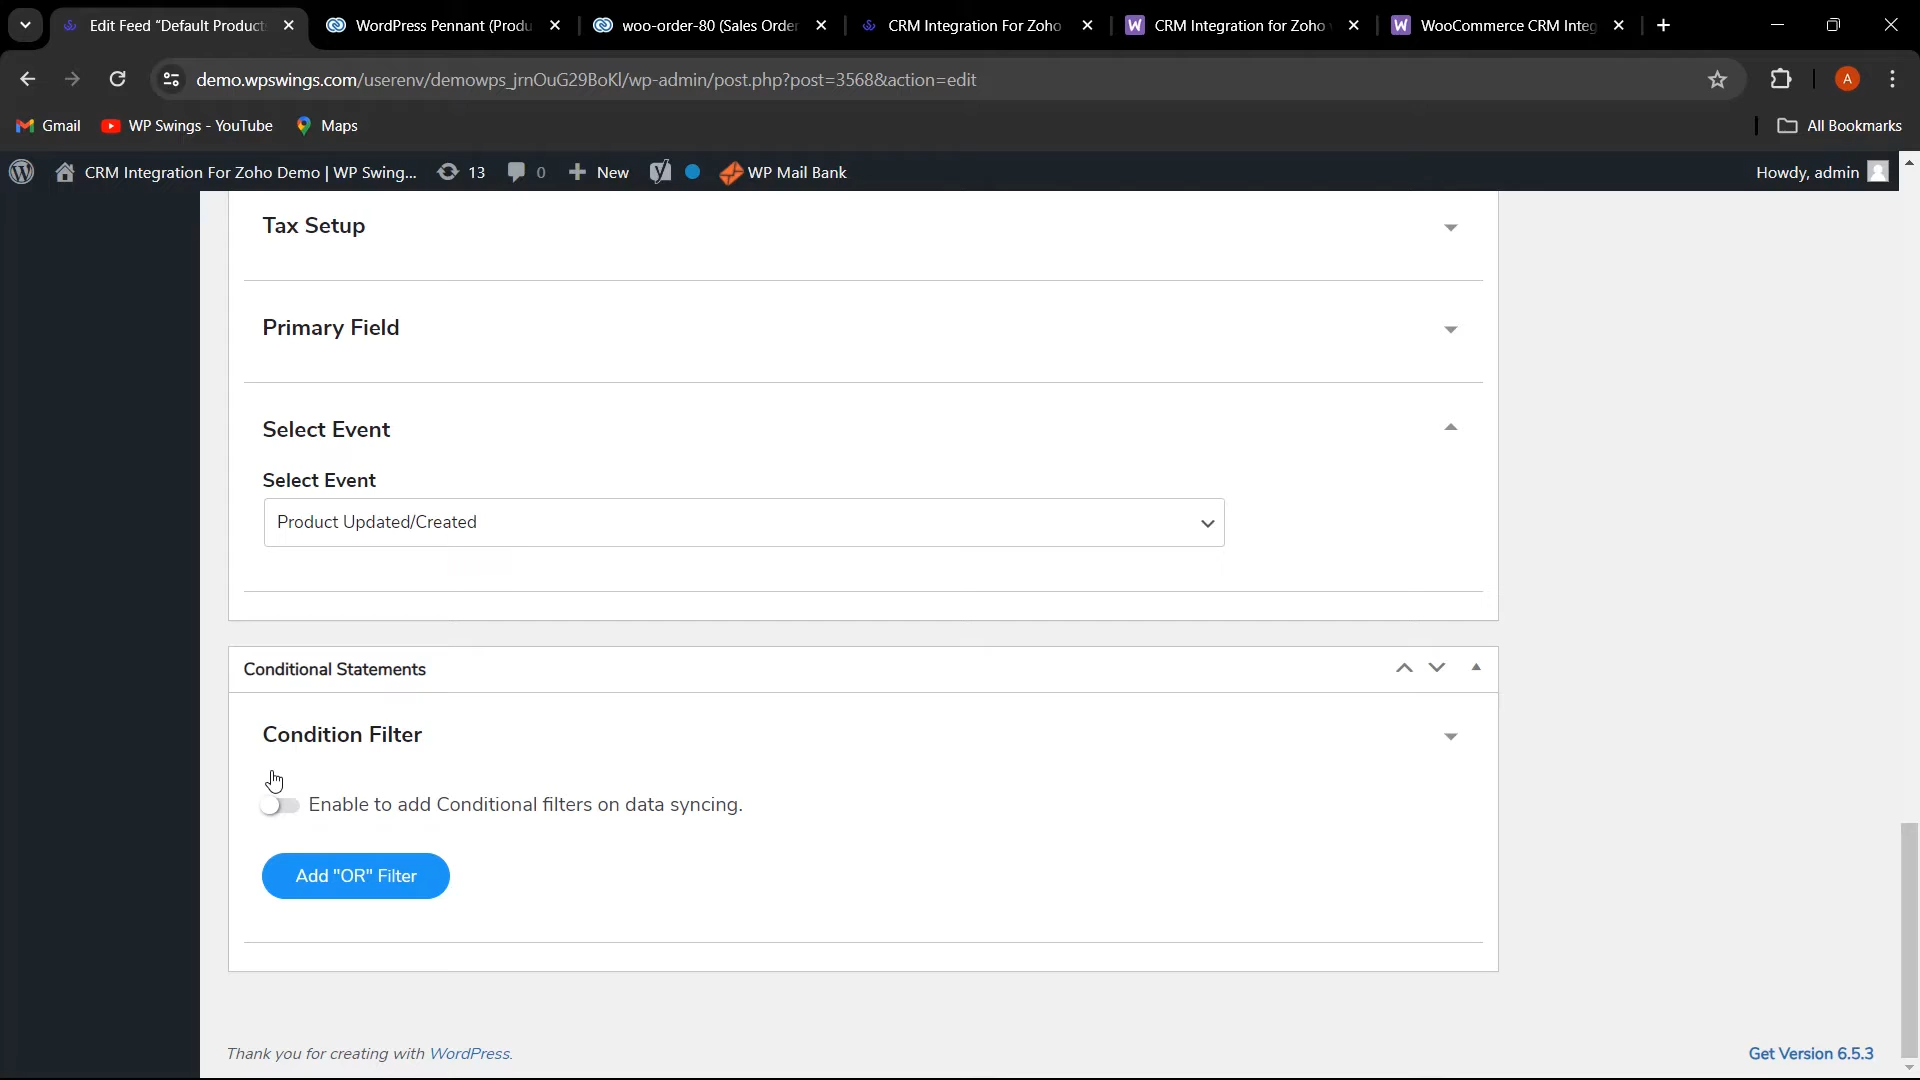 Edit Feed "Default Product
WordPress Pennant (Produ
woo-order-80 (Sales Order
CRM Integration For Zoho
CRM Integration for Zoho
WooCommerce CRM Integ
demo.wpswings.com/userenv/demowps_jrnOuG29BoKl/wp-admin/post.php?post=3568&action=edit
A
Gmail
WP Swings - YouTube
Maps
All Bookmarks
CRM Integration For Zoho Demo | WP Swing...
13
0
New
WP Mail Bank
Howdy, admin
Tax Setup
Primary Field
Select Event
Select Event
Product Updated/Created
Conditional Statements
Condition Filter
Enable to add Conditional filters on data syncing.
Add "OR" Filter
Thank you for creating with WordPress.
Get Version 6.5.3